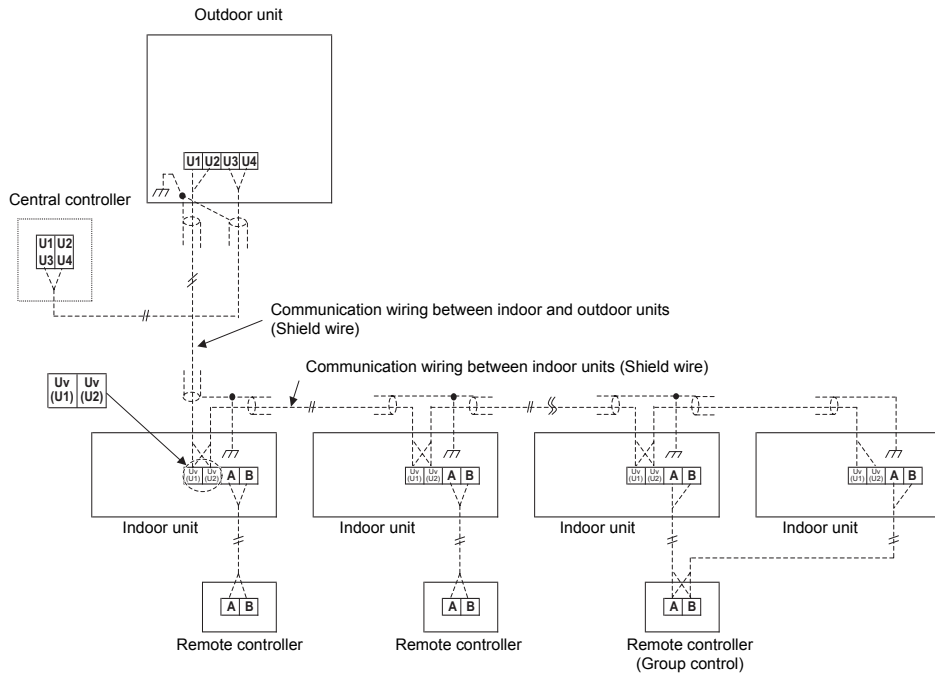 Outdoor unit
U1 U2 U3 U4
Central controller
U1 U2
U3 U4
Communication wiring between indoor and outdoor units
(Shield wire)
Communication wiring between indoor units (Shield wire)
Uv Uv
(U1) (U2)
Uv Uv A B
(U1) (U2)
Uv Uv A B
(U1) (U2)
Uv Uv A B
(U1) (U2)
Uv Uv A B
(U1) (U2)
Indoor unit
Indoor unit
Indoor unit
Indoor unit
A B
A B
A B
Remote controller
Remote controller
Remote controller
(Group control)